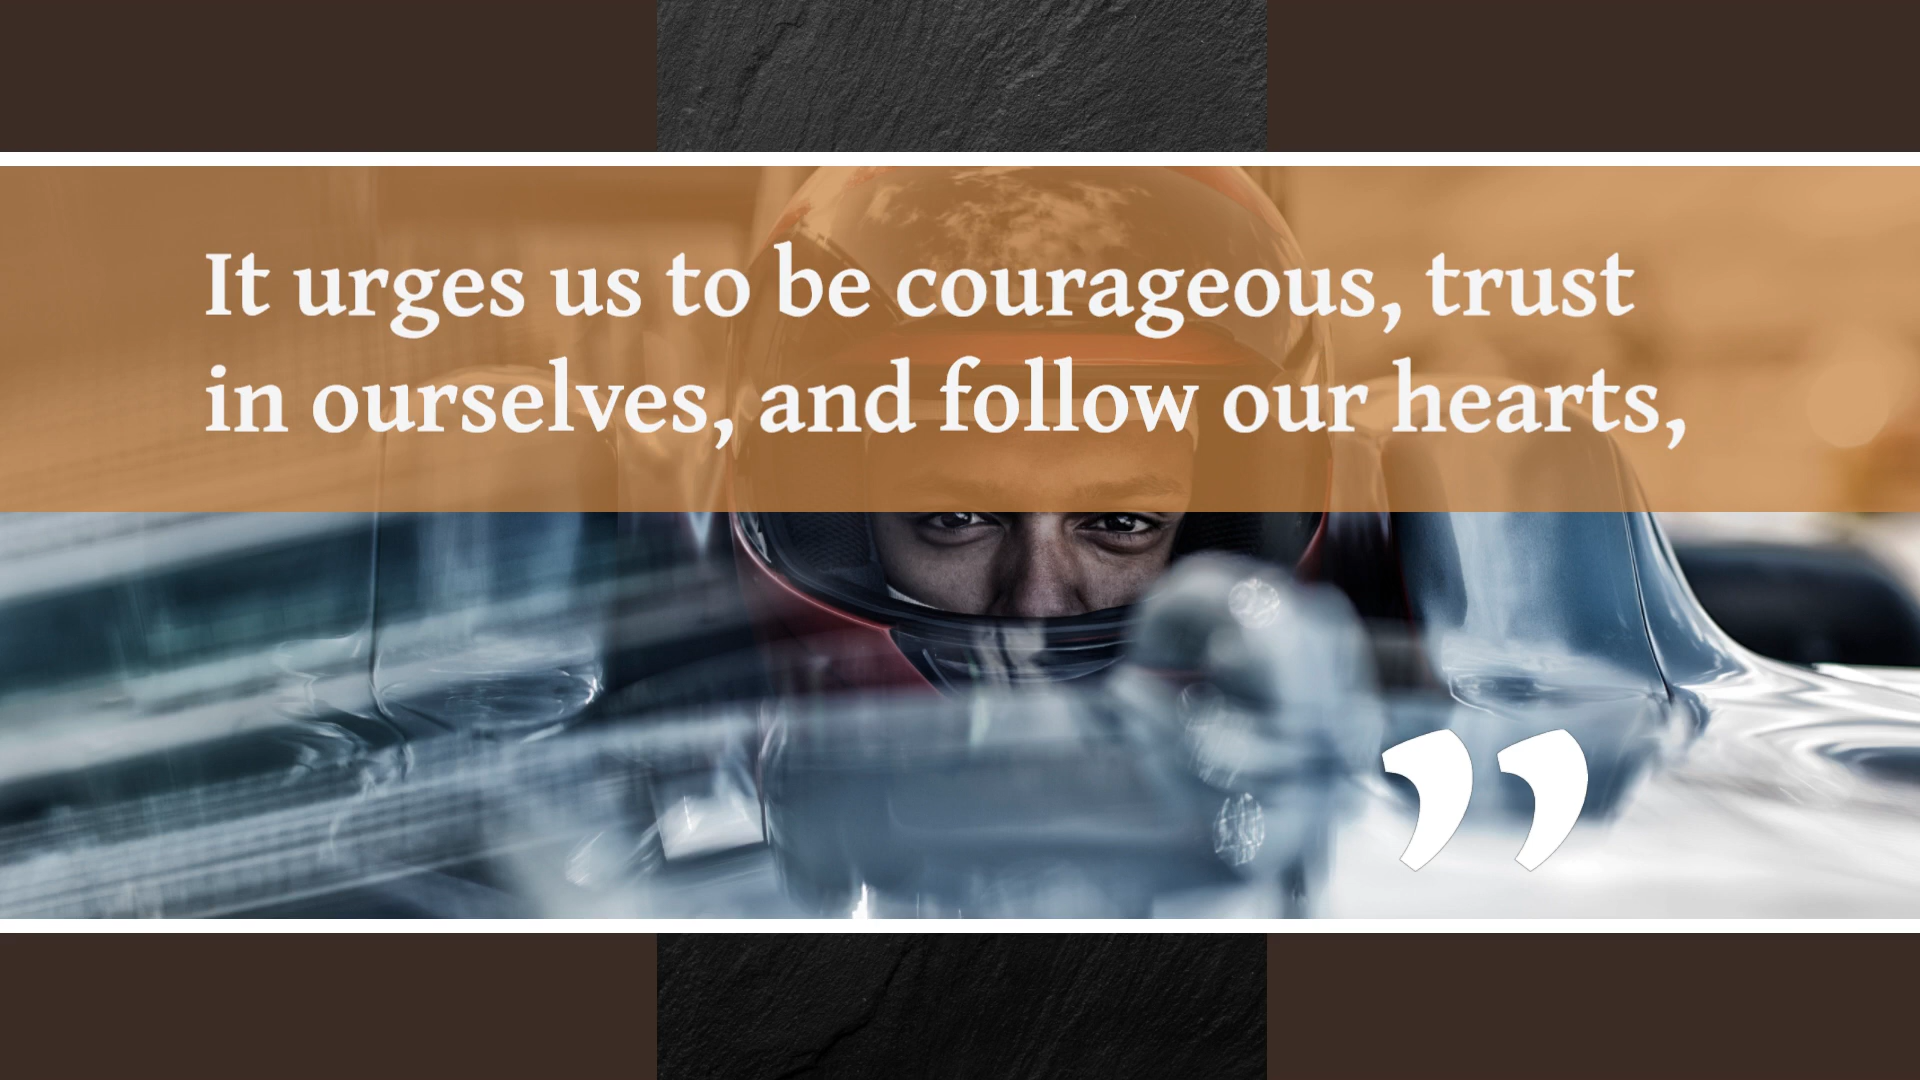 It urges us to be courageous, trust
in ourselves, and follow our hearts,
”